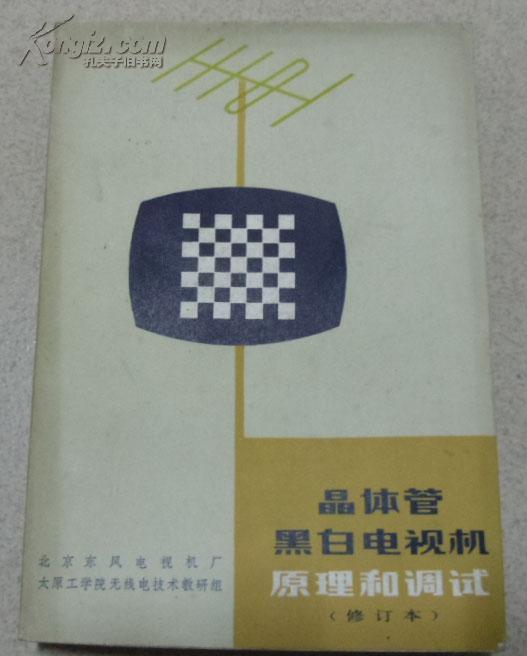 Kongfz.com
孔夫子旧书网
晶体管
黑白电视机
原理和调试
（修订本）
北京东风电视机厂
太原工学院无线电技术教研组